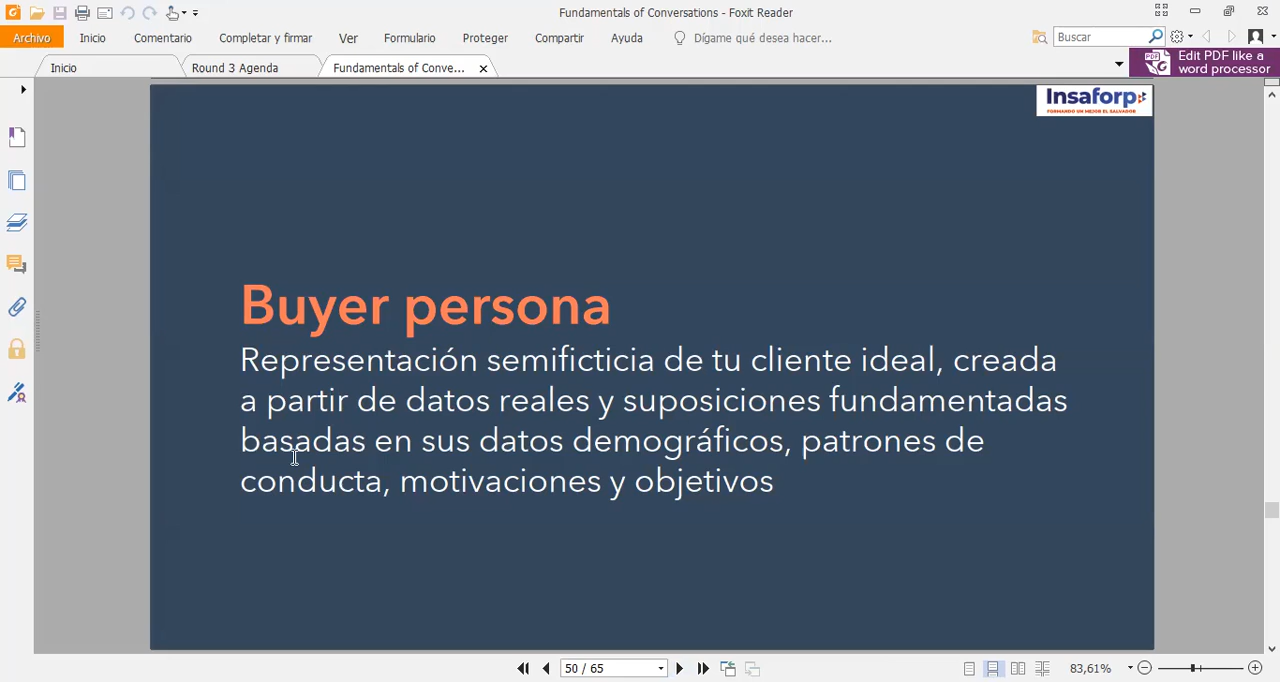 Fundamentals of Conversations - Foxit Reader
Archivo Inicio Comentario Completar y firmar Ver Formulario Proteger Compartir Ayuda Dígame qué desea hacer... Buscar
Inicio Round 3 Agenda Fundamentals of Conve... Edit PDF like a
word processor
Insaforp
FORMANDO UN MEJOR EL SALVADOR
Buyer persona
Representación semificticia de tu cliente ideal, creada
a partir de datos reales y suposiciones fundamentadas
basadas en sus datos demográficos, patrones de
conducta, motivaciones y objetivos
50 / 65 83,61%